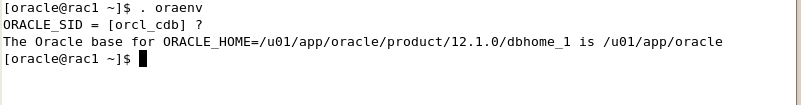 [oracle@rac1 ~]$ . oraenv
ORACLE_SID = [orcl_cdb] ?
The Oracle base for ORACLE_HOME=/u01/app/oracle/product/12.1.0/dbhome_1 is /u01/app/oracle
[oracle@rac1 ~]$